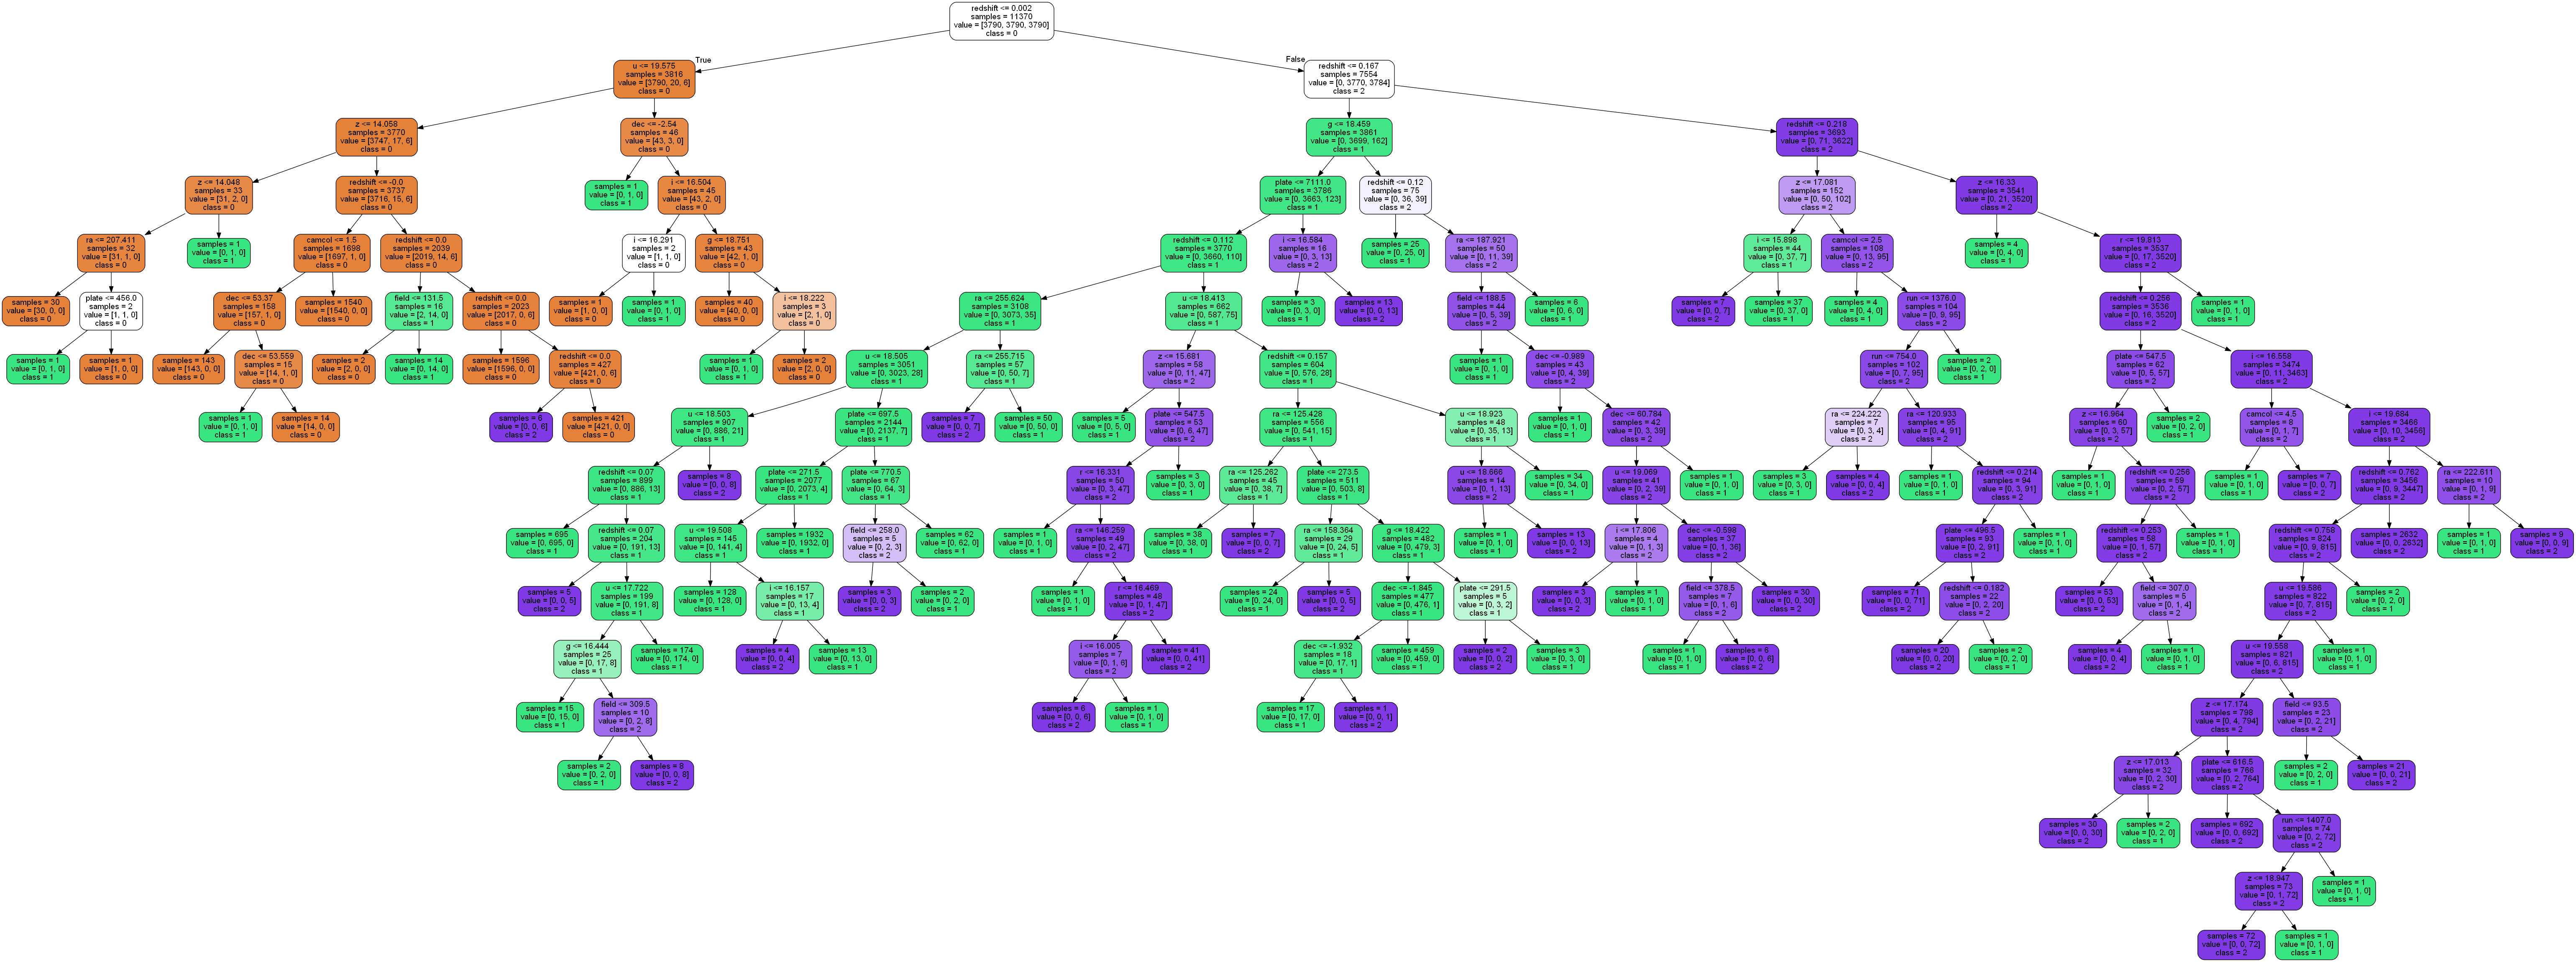 redshift <= 0.002
samples = 11370
value = [3790, 3790, 3790]
class = 0
True
False
u <= 19.575
samples = 3816
value = [3790, 20, 6]
class = 0
redshift <= 0.167
samples = 7554
value = [0, 3770, 3784]
class = 2
z <= 14.058
samples = 3770
value = [3747, 17, 6]
class = 0
dec <= -2.54
samples = 46
value = [43, 3, 0]
class = 0
g <= 18.459
samples = 3861
value = [0, 3699, 162]
class = 1
redshift <= 0.218
samples = 3693
value = [0, 71, 3622]
class = 2
z <= 14.048
samples = 33
value = [31, 2, 0]
class = 0
redshift <= -0.0
samples = 3737
value = [3716, 15, 6]
class = 0
samples = 1
value = [0, 1, 0]
class = 1
i <= 16.504
samples = 45
value = [43, 2, 0]
class = 0
plate <= 7111.0
samples = 3786
value = [0, 3663, 123]
class = 1
redshift <= 0.12
samples = 75
value = [0, 36, 39]
class = 2
z <= 17.081
samples = 152
value = [0, 50, 102]
class = 2
z <= 16.33
samples = 3541
value = [0, 21, 3520]
class = 2
ra <= 207.411
samples = 32
value = [31, 1, 0]
class = 0
samples = 1
value = [0, 1, 0]
class = 1
camcol <= 1.5
samples = 1698
value = [1697, 1, 0]
class = 0
redshift <= 0.0
samples = 2039
value = [2019, 14, 6]
class = 0
i <= 16.291
samples = 2
value = [1, 1, 0]
class = 0
g <= 18.751
samples = 43
value = [42, 1, 0]
class = 0
redshift <= 0.112
samples = 3770
value = [0, 3660, 110]
class = 1
i <= 16.584
samples = 16
value = [0, 3, 13]
class = 2
samples = 25
value = [0, 25, 0]
class = 1
ra <= 187.921
samples = 50
value = [0, 11, 39]
class = 2
i <= 15.898
samples = 44
value = [0, 37, 7]
class = 1
camcol <= 2.5
samples = 108
value = [0, 13, 95]
class = 2
samples = 4
value = [0, 4, 0]
class = 1
r <= 19.813
samples = 3537
value = [0, 17, 3520]
class = 2
samples = 30
value = [30, 0, 0]
class = 0
plate <= 456.0
samples = 2
value = [1, 1, 0]
class = 0
dec <= 53.37
samples = 158
value = [157, 1, 0]
class = 0
samples = 1540
value = [1540, 0, 0]
class = 0
field <= 131.5
samples = 16
value = [2, 14, 0]
class = 1
redshift <= 0.0
samples = 2023
value = [2017, 0, 6]
class = 0
samples = 1
value = [1, 0, 0]
class = 0
samples = 1
value = [0, 1, 0]
class = 1
samples = 40
value = [40, 0, 0]
class = 0
i <= 18.222
samples = 3
value = [2, 1, 0]
class = 0
ra <= 255.624
samples = 3108
value = [0, 3073, 35]
class = 1
u <= 18.413
samples = 662
value = [0, 587, 75]
class = 1
samples = 3
value = [0, 3, 0]
class = 1
samples = 13
value = [0, 0, 13]
class = 2
field <= 188.5
samples = 44
value = [0, 5, 39]
class = 2
samples = 6
value = [0, 6, 0]
class = 1
samples = 7
value = [0, 0, 7]
class = 2
samples = 37
value = [0, 37, 0]
class = 1
samples = 4
value = [0, 4, 0]
class = 1
run <= 1376.0
samples = 104
value = [0, 9, 95]
class = 2
redshift <= 0.256
samples = 3536
value = [0, 16, 3520]
class = 2
samples = 1
value = [0, 1, 0]
class = 1
samples = 1
value = [0, 1, 0]
class = 1
samples = 1
value = [1, 0, 0]
class = 0
samples = 143
value = [143, 0, 0]
class = 0
dec <= 53.559
samples = 15
value = [14, 1, 0]
class = 0
samples = 2
value = [2, 0, 0]
class = 0
samples = 14
value = [0, 14, 0]
class = 1
samples = 1596
value = [1596, 0, 0]
class = 0
redshift <= 0.0
samples = 427
value = [421, 0, 6]
class = 0
samples = 1
value = [0, 1, 0]
class = 1
samples = 2
value = [2, 0, 0]
class = 0
u <= 18.505
samples = 3051
value = [0, 3023, 28]
class = 1
ra <= 255.715
samples = 57
value = [0, 50, 7]
class = 1
z <= 15.681
samples = 58
value = [0, 11, 47]
class = 2
redshift <= 0.157
samples = 604
value = [0, 576, 28]
class = 1
samples = 1
value = [0, 1, 0]
class = 1
dec <= -0.989
samples = 43
value = [0, 4, 39]
class = 2
run <= 754.0
samples = 102
value = [0, 7, 95]
class = 2
samples = 2
value = [0, 2, 0]
class = 1
plate <= 547.5
samples = 62
value = [0, 5, 57]
class = 2
i <= 16.558
samples = 3474
value = [0, 11, 3463]
class = 2
samples = 1
value = [0, 1, 0]
class = 1
samples = 14
value = [14, 0, 0]
class = 0
samples = 6
value = [0, 0, 6]
class = 2
samples = 421
value = [421, 0, 0]
class = 0
u <= 18.503
samples = 907
value = [0, 886, 21]
class = 1
plate <= 697.5
samples = 2144
value = [0, 2137, 7]
class = 1
samples = 7
value = [0, 0, 7]
class = 2
samples = 50
value = [0, 50, 0]
class = 1
samples = 5
value = [0, 5, 0]
class = 1
plate <= 547.5
samples = 53
value = [0, 6, 47]
class = 2
ra <= 125.428
samples = 556
value = [0, 541, 15]
class = 1
u <= 18.923
samples = 48
value = [0, 35, 13]
class = 1
samples = 1
value = [0, 1, 0]
class = 1
dec <= 60.784
samples = 42
value = [0, 3, 39]
class = 2
ra <= 224.222
samples = 7
value = [0, 3, 4]
class = 2
ra <= 120.933
samples = 95
value = [0, 4, 91]
class = 2
z <= 16.964
samples = 60
value = [0, 3, 57]
class = 2
samples = 2
value = [0, 2, 0]
class = 1
camcol <= 4.5
samples = 8
value = [0, 1, 7]
class = 2
i <= 19.684
samples = 3466
value = [0, 10, 3456]
class = 2
redshift <= 0.07
samples = 899
value = [0, 886, 13]
class = 1
samples = 8
value = [0, 0, 8]
class = 2
plate <= 271.5
samples = 2077
value = [0, 2073, 4]
class = 1
plate <= 770.5
samples = 67
value = [0, 64, 3]
class = 1
r <= 16.331
samples = 50
value = [0, 3, 47]
class = 2
samples = 3
value = [0, 3, 0]
class = 1
ra <= 125.262
samples = 45
value = [0, 38, 7]
class = 1
plate <= 273.5
samples = 511
value = [0, 503, 8]
class = 1
u <= 18.666
samples = 14
value = [0, 1, 13]
class = 2
samples = 34
value = [0, 34, 0]
class = 1
u <= 19.069
samples = 41
value = [0, 2, 39]
class = 2
samples = 1
value = [0, 1, 0]
class = 1
samples = 3
value = [0, 3, 0]
class = 1
samples = 4
value = [0, 0, 4]
class = 2
samples = 1
value = [0, 1, 0]
class = 1
redshift <= 0.214
samples = 94
value = [0, 3, 91]
class = 2
samples = 1
value = [0, 1, 0]
class = 1
redshift <= 0.256
samples = 59
value = [0, 2, 57]
class = 2
samples = 1
value = [0, 1, 0]
class = 1
samples = 7
value = [0, 0, 7]
class = 2
redshift <= 0.762
samples = 3456
value = [0, 9, 3447]
class = 2
ra <= 222.611
samples = 10
value = [0, 1, 9]
class = 2
samples = 695
value = [0, 695, 0]
class = 1
redshift <= 0.07
samples = 204
value = [0, 191, 13]
class = 1
u <= 19.508
samples = 145
value = [0, 141, 4]
class = 1
samples = 1932
value = [0, 1932, 0]
class = 1
field <= 258.0
samples = 5
value = [0, 2, 3]
class = 2
samples = 62
value = [0, 62, 0]
class = 1
samples = 1
value = [0, 1, 0]
class = 1
ra <= 146.259
samples = 49
value = [0, 2, 47]
class = 2
samples = 38
value = [0, 38, 0]
class = 1
samples = 7
value = [0, 0, 7]
class = 2
ra <= 158.364
samples = 29
value = [0, 24, 5]
class = 1
g <= 18.422
samples = 482
value = [0, 479, 3]
class = 1
samples = 1
value = [0, 1, 0]
class = 1
samples = 13
value = [0, 0, 13]
class = 2
i <= 17.806
samples = 4
value = [0, 1, 3]
class = 2
dec <= -0.598
samples = 37
value = [0, 1, 36]
class = 2
plate <= 496.5
samples = 93
value = [0, 2, 91]
class = 2
samples = 1
value = [0, 1, 0]
class = 1
redshift <= 0.253
samples = 58
value = [0, 1, 57]
class = 2
samples = 1
value = [0, 1, 0]
class = 1
redshift <= 0.758
samples = 824
value = [0, 9, 815]
class = 2
samples = 2632
value = [0, 0, 2632]
class = 2
samples = 1
value = [0, 1, 0]
class = 1
samples = 9
value = [0, 0, 9]
class = 2
samples = 5
value = [0, 0, 5]
class = 2
u <= 17.722
samples = 199
value = [0, 191, 8]
class = 1
samples = 128
value = [0, 128, 0]
class = 1
i <= 16.157
samples = 17
value = [0, 13, 4]
class = 1
samples = 3
value = [0, 0, 3]
class = 2
samples = 2
value = [0, 2, 0]
class = 1
samples = 1
value = [0, 1, 0]
class = 1
r <= 16.469
samples = 48
value = [0, 1, 47]
class = 2
samples = 24
value = [0, 24, 0]
class = 1
samples = 5
value = [0, 0, 5]
class = 2
dec <= -1.845
samples = 477
value = [0, 476, 1]
class = 1
plate <= 291.5
samples = 5
value = [0, 3, 2]
class = 1
samples = 3
value = [0, 0, 3]
class = 2
samples = 1
value = [0, 1, 0]
class = 1
field <= 378.5
samples = 7
value = [0, 1, 6]
class = 2
samples = 30
value = [0, 0, 30]
class = 2
samples = 71
value = [0, 0, 71]
class = 2
redshift <= 0.182
samples = 22
value = [0, 2, 20]
class = 2
samples = 53
value = [0, 0, 53]
class = 2
field <= 307.0
samples = 5
value = [0, 1, 4]
class = 2
u <= 19.586
samples = 822
value = [0, 7, 815]
class = 2
samples = 2
value = [0, 2, 0]
class = 1
g <= 16.444
samples = 25
value = [0, 17, 8]
class = 1
samples = 174
value = [0, 174, 0]
class = 1
samples = 4
value = [0, 0, 4]
class = 2
samples = 13
value = [0, 13, 0]
class = 1
i <= 16.005
samples = 7
value = [0, 1, 6]
class = 2
samples = 41
value = [0, 0, 41]
class = 2
dec <= -1.932
samples = 18
value = [0, 17, 1]
class = 1
samples = 459
value = [0, 459, 0]
class = 1
samples = 2
value = [0, 0, 2]
class = 2
samples = 3
value = [0, 3, 0]
class = 1
samples = 1
value = [0, 1, 0]
class = 1
samples = 6
value = [0, 0, 6]
class = 2
samples = 20
value = [0, 0, 20]
class = 2
samples = 2
value = [0, 2, 0]
class = 1
samples = 4
value = [0, 0, 4]
class = 2
samples = 1
value = [0, 1, 0]
class = 1
u <= 19.558
samples = 821
value = [0, 6, 815]
class = 2
samples = 1
value = [0, 1, 0]
class = 1
samples = 15
value = [0, 15, 0]
class = 1
field <= 309.5
samples = 10
value = [0, 2, 8]
class = 2
samples = 6
value = [0, 0, 6]
class = 2
samples = 1
value = [0, 1, 0]
class = 1
samples = 17
value = [0, 17, 0]
class = 1
samples = 1
value = [0, 0, 1]
class = 2
z <= 17.174
samples = 798
value = [0, 4, 794]
class = 2
field <= 93.5
samples = 23
value = [0, 2, 21]
class = 2
samples = 2
value = [0, 2, 0]
class = 1
samples = 8
value = [0, 0, 8]
class = 2
z <= 17.013
samples = 32
value = [0, 2, 30]
class = 2
plate <= 616.5
samples = 766
value = [0, 2, 764]
class = 2
samples = 2
value = [0, 2, 0]
class = 1
samples = 21
value = [0, 0, 21]
class = 2
samples = 30
value = [0, 0, 30]
class = 2
samples = 2
value = [0, 2, 0]
class = 1
samples = 692
value = [0, 0, 692]
class = 2
run <= 1407.0
samples = 74
value = [0, 2, 72]
class = 2
z <= 18.947
samples = 73
value = [0, 1, 72]
class = 2
samples = 1
value = [0, 1, 0]
class = 1
samples = 72
value = [0, 0, 72]
class = 2
samples = 1
value = [0, 1, 0]
class = 1